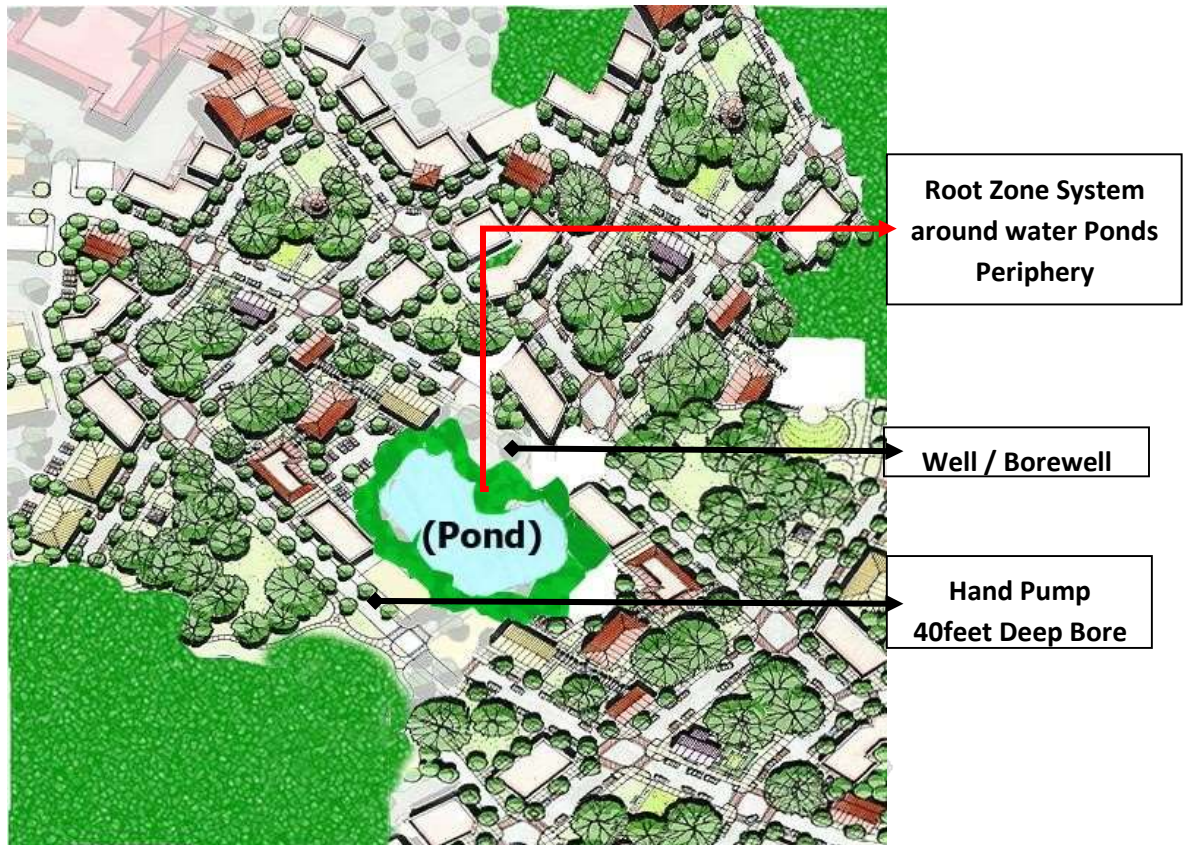 Root Zone System
around water Ponds
Periphery
Well / Borewell
(Pond)
Hand Pump
40feet Deep Bore